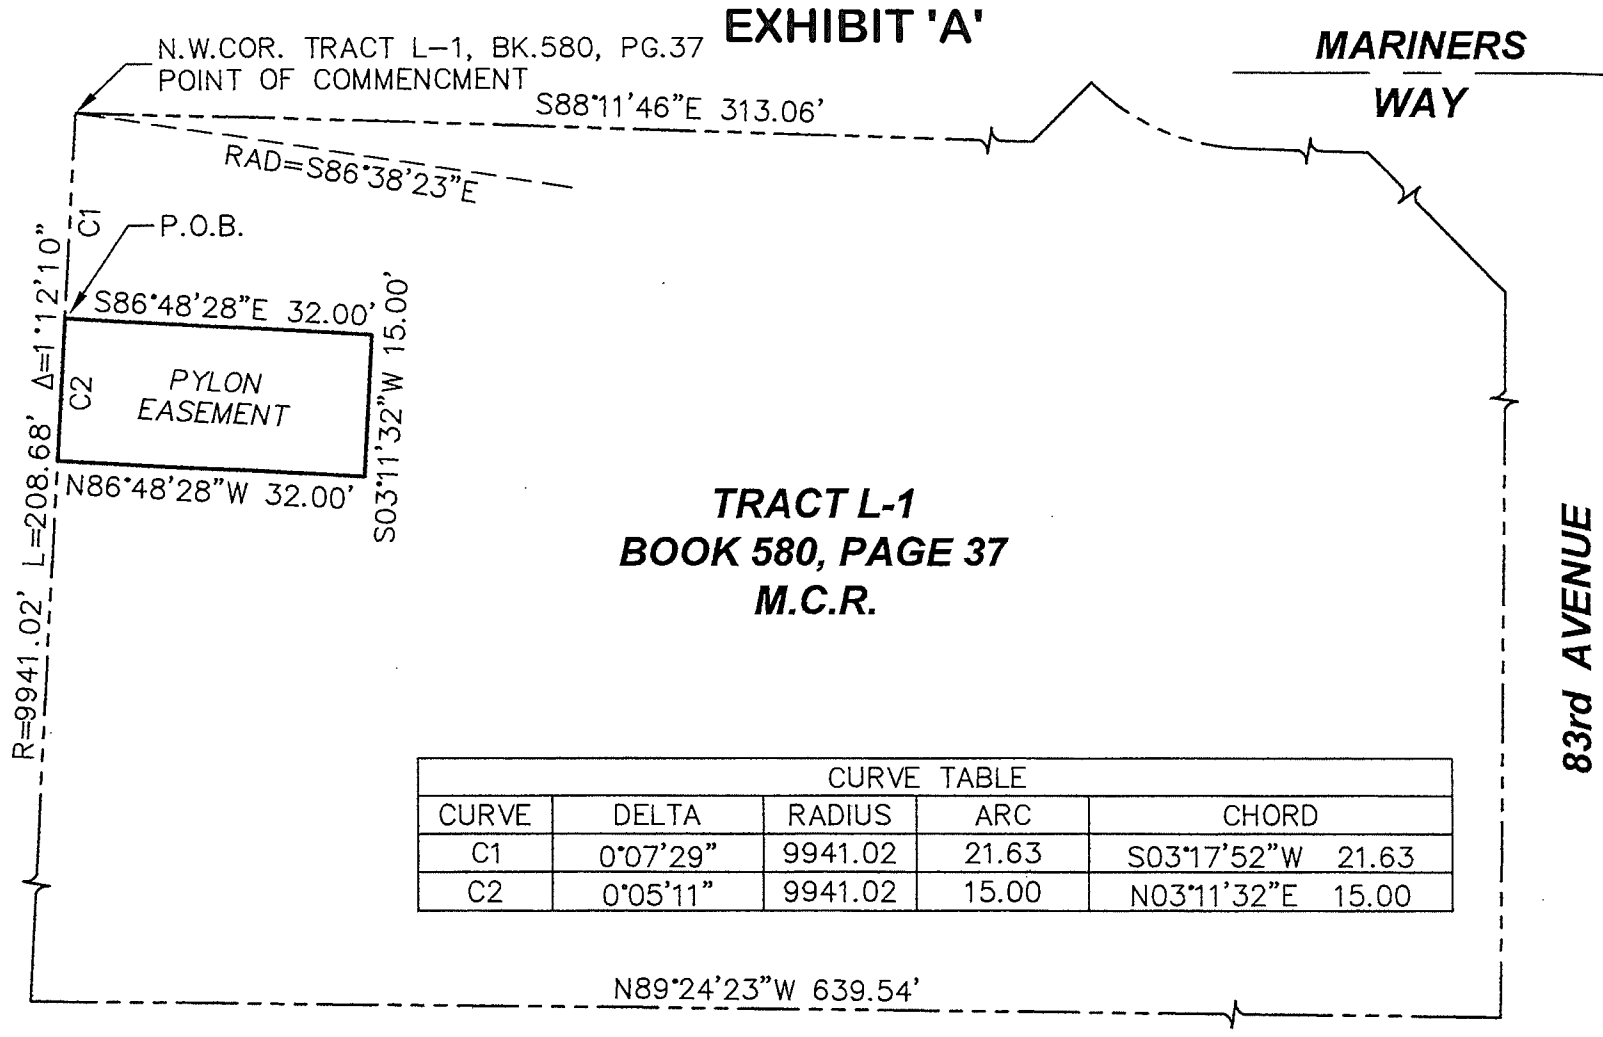 EXHIBIT 'A'
N.W.COR. TRACT L-1, BK.580, PG.37
POINT OF COMMENCMENT
MARINERS
WAY
S88°11'46"E 313.06'
RAD=S86°38'23"E
C1
P.O.B.
S86°48'28"E 32.00'
S03°11'32"W 15.00'
C2
PYLON
EASEMENT
N86°48'28"W 32.00'
R=9941.02' L=208.68' Δ=1°12'10"
TRACT L-1
BOOK 580, PAGE 37
M.C.R.
83rd AVENUE
CURVE TABLE
CURVE DELTA RADIUS ARC CHORD
C1 0°07'29" 9941.02 21.63 S03°17'52"W 21.63
C2 0°05'11" 9941.02 15.00 N03°11'32"E 15.00
N89°24'23"W 639.54'